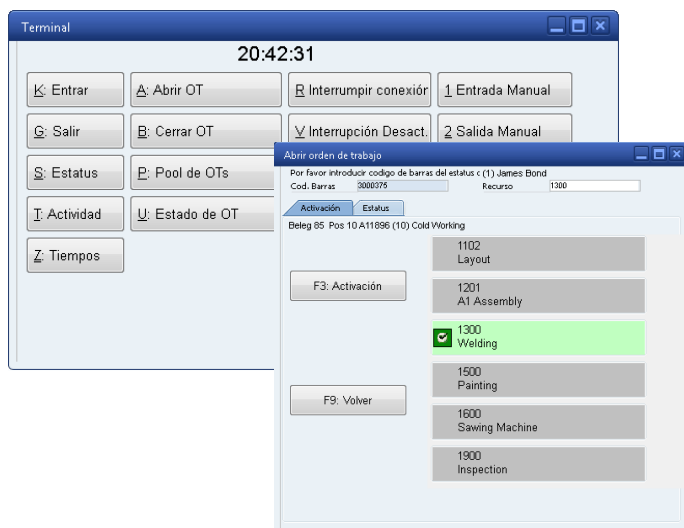 Terminal
20:42:31
K: Entrar
A: Abrir OT
R Interrumpir conexión
1 Entrada Manual
G: Salir
B: Cerrar OT
V Interrupción Desact.
2 Salida Manual
S: Estatus
P: Pool de OTs
T: Actividad
U: Estado de OT
Z: Tiempos
Abrir orden de trabajo
Por favor introducir codigo de barras del estatus c (1) James Bond
Cod. Barras 3000375 Recurso 1300
Activación Estatus
Beleg 85 Pos 10 A11896 (10) Cold Working
F3: Activación
F9: Volver
1102
Layout
1201
A1 Assembly
1300
Welding
1500
Painting
1600
Sawing Machine
1900
Inspection